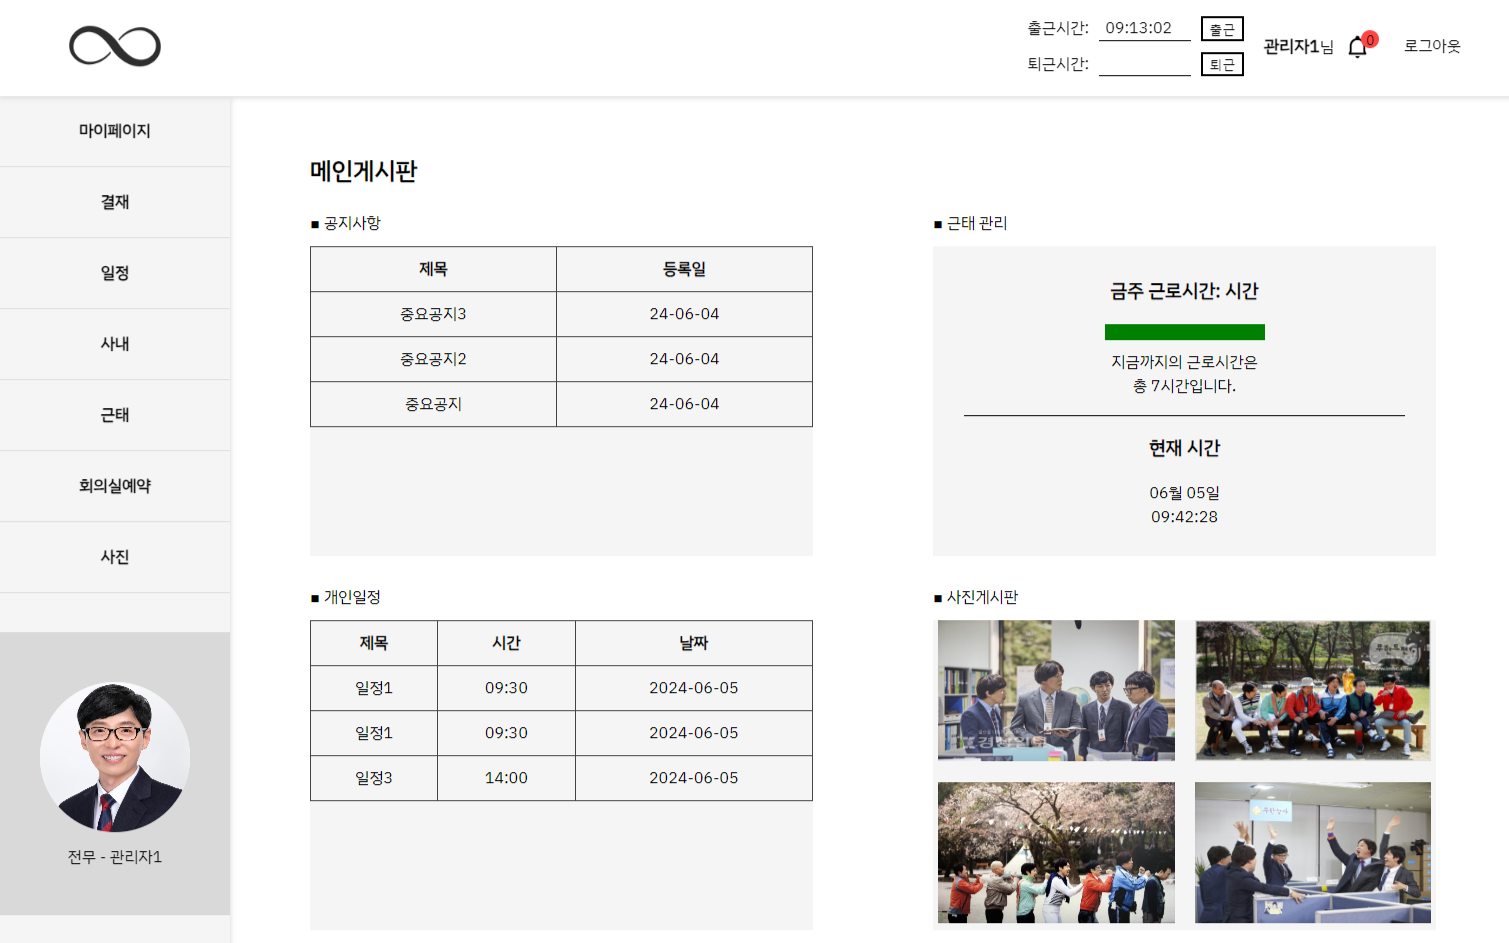 출근시간: 09:13:02 출근
퇴근시간: 퇴근
관리자1님 0 로그아웃
마이페이지
결재
일정
사내
근태
회의실예약
사진
전무 - 관리자1
메인게시판
■ 공지사항
제목 등록일
중요공지3 24-06-04
중요공지2 24-06-04
중요공지 24-06-04
■ 근태 관리
금주 근로시간: 시간
지금까지의 근로시간은
총 7시간입니다.
현재 시간
06월 05일
09:42:28
■ 개인일정
제목 시간 날짜
일정1 09:30 2024-06-05
일정1 09:30 2024-06-05
일정3 14:00 2024-06-05
■ 사진게시판